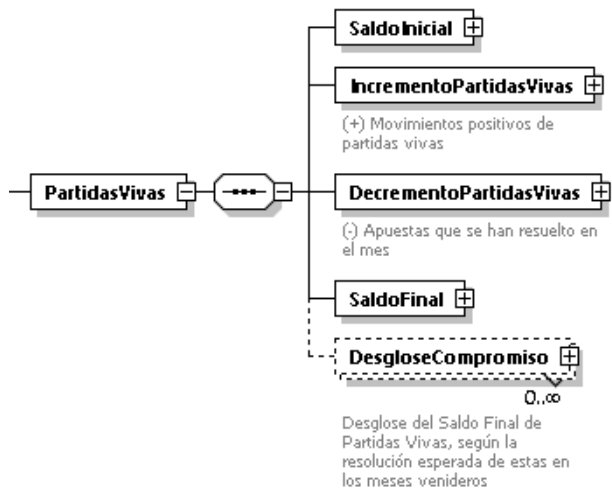 SaldoInicial
IncrementoPartidasVivas
(+) Movimientos positivos de
partidas vivas
PartidasVivas
DecrementoPartidasVivas
(-) Apuestas que se han resuelto en
el mes
SaldoFinal
DesgloseCompromiso
0..∞
Desglose del Saldo Final de
Partidas Vivas, según la
resolución esperada de estas en
los meses venideros